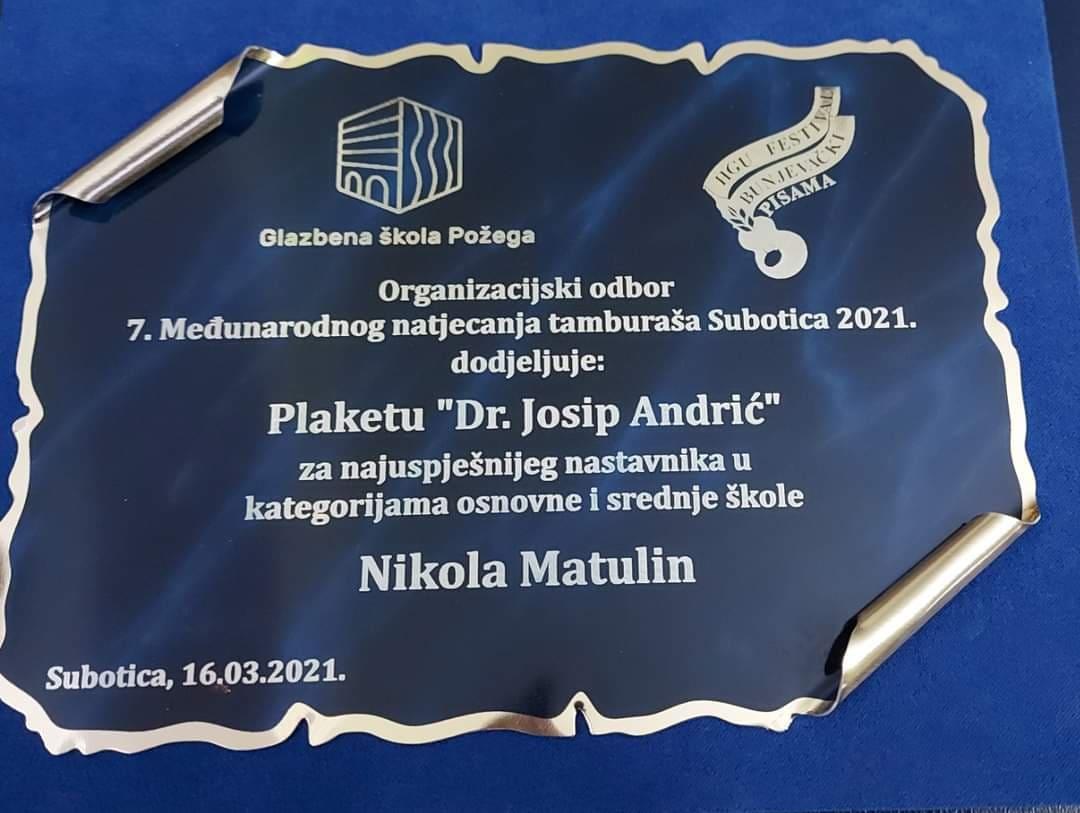 Glazbena škola Požega
HGU FESTIVAL
BUNJEVAČKI
PISAMA
Organizacijski odbor
7. Međunarodnog natjecanja tamburaša Subotica 2021.
dodjeljuje:
Plaketu "Dr. Josip Andrić"
za najuspješnijeg nastavnika u
kategorijama osnovne i srednje škole
Nikola Matulin
Subotica, 16.03.2021.